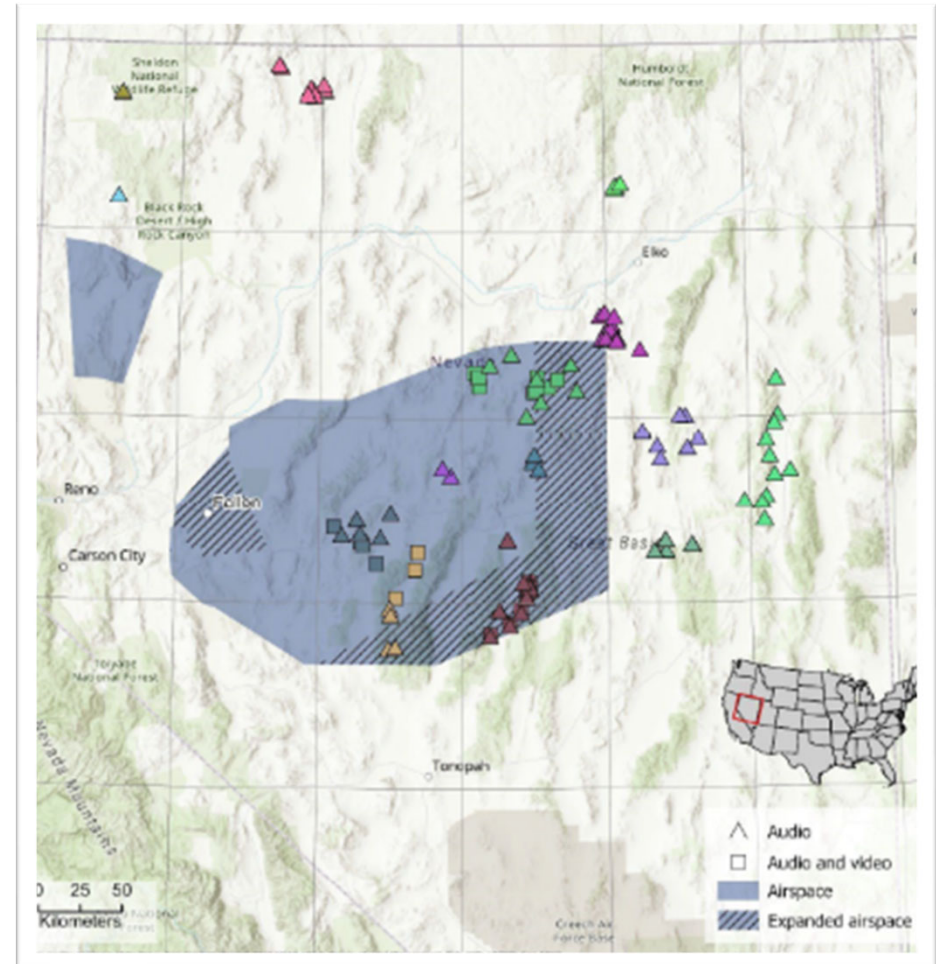 Sheldon
National
Wildlife Refuge
Humboldt
National Forest
Black Rock
Desert / High
Rock Canyon
Elko
Nevada
Reno
Fallon
Carson City
Great Basin
Toiyabe
National Forest
Nevada Mountains
Tonopah
Audio
Audio and video
Airspace
Expanded airspace
0 25 50
Kilometers
National
Forest
Creech Air
Force Base